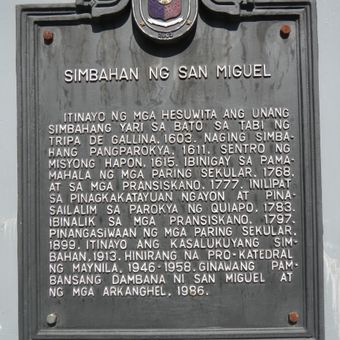 SIMBAHAN NG SAN MIGUEL
ITINAYO NG MGA HESUWITA ANG UNANG
SIMBAHANG YARI SA BATO SA TABI NG
TRIPA DE GALLINA, 1603. NAGING SIMBA-
HANG PANGPAROKYA, 1611. SENTRO NG
MISYONG HAPON, 1615. IBINIGAY SA PAMA-
MAHALA NG MGA PARING SEKULAR, 1768.
AT SA MGA PRANSISKANO, 1777. INILIPAT
SA PINAGKAKATAYUAN NGAYON AT PINA-
SAILALIM SA PAROKYA NG QUIAPO, 1783.
IBINALIK SA MGA PRANSISKANO, 1797.
PINANGASIWAAN NG MGA PARING SEKULAR,
1899. ITINAYO ANG KASALUKUYANG SIM-
BAHAN, 1913. HINIRANG NA PRO-KATEDRAL
NG MAYNILA, 1946-1958. GINAWANG PAM-
BANSANG DAMBANA NI SAN MIGUEL AT
NG MGA ARKANGHEL, 1986.